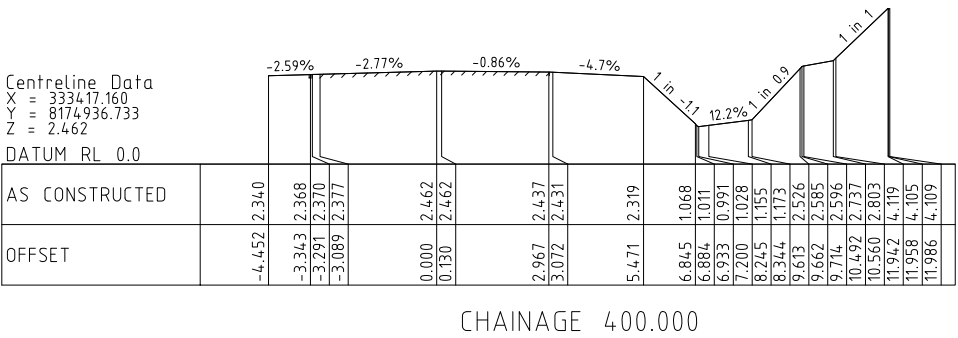 1 in 1
-2.59%
-2.77%
-0.86%
-4.7%
1 in -1.1
12.2%
1 in 0.9
Centreline Data
X = 333417.160
Y = 8174936.733
Z = 2.462
DATUM RL 0.0
AS CONSTRUCTED 2.340 2.368 2.370 2.377 2.462 2.462 2.437 2.431 2.319 1.068 1.011 0.991 1.028 1.155 1.173 2.526 2.585 2.596 2.737 2.803 4.119 4.105 4.109
OFFSET -4.452 -3.343 -3.291 -3.089 0.000 0.130 2.967 3.072 5.471 6.845 6.884 6.933 7.200 8.245 8.344 9.613 9.662 9.714 10.492 10.560 11.942 11.958 11.986
CHAINAGE 400.000